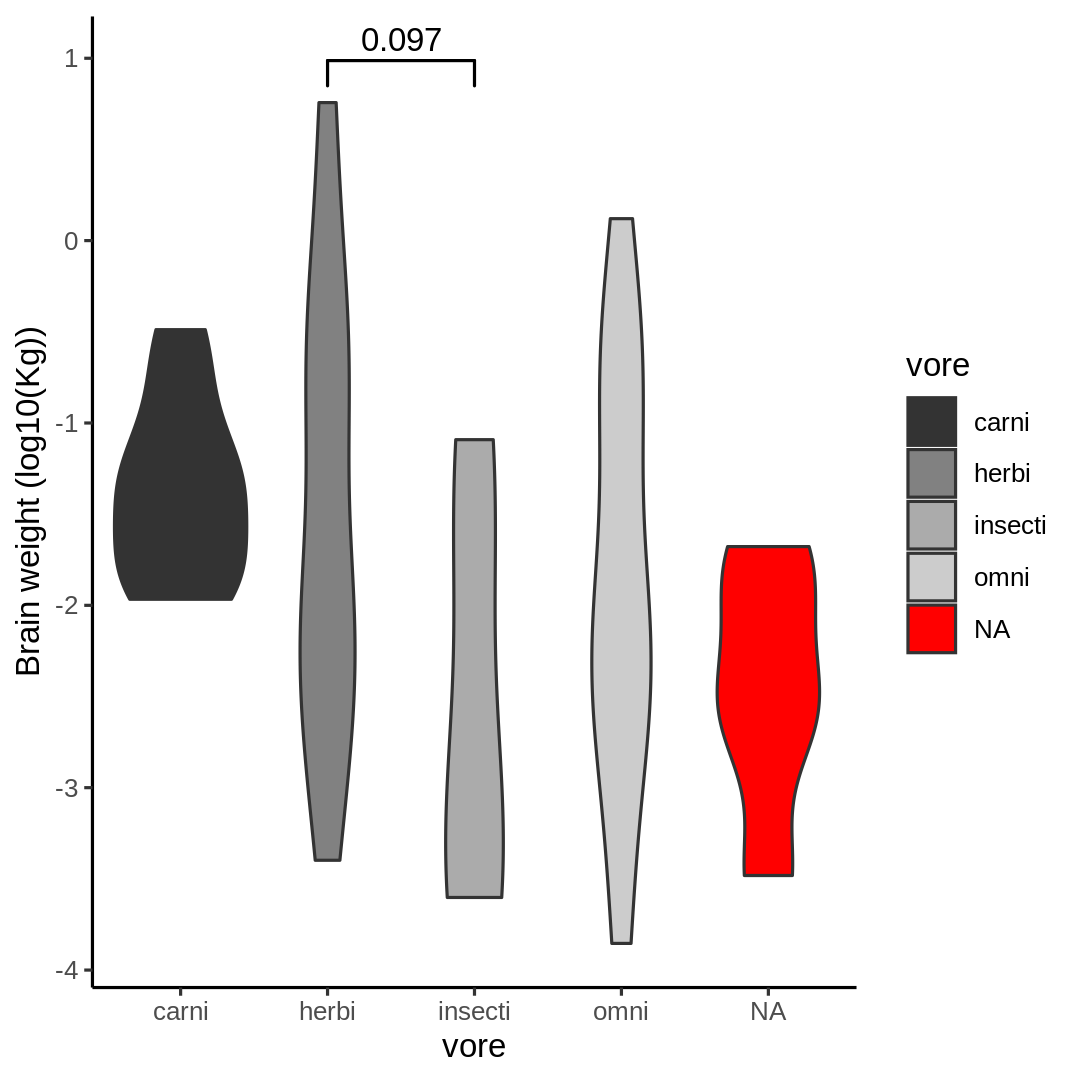 0.097
1
0
-1
-2
-3
-4
Brain weight (log10(Kg))
carni
herbi
insecti
omni
NA
vore
vore
carni
herbi
insecti
omni
NA